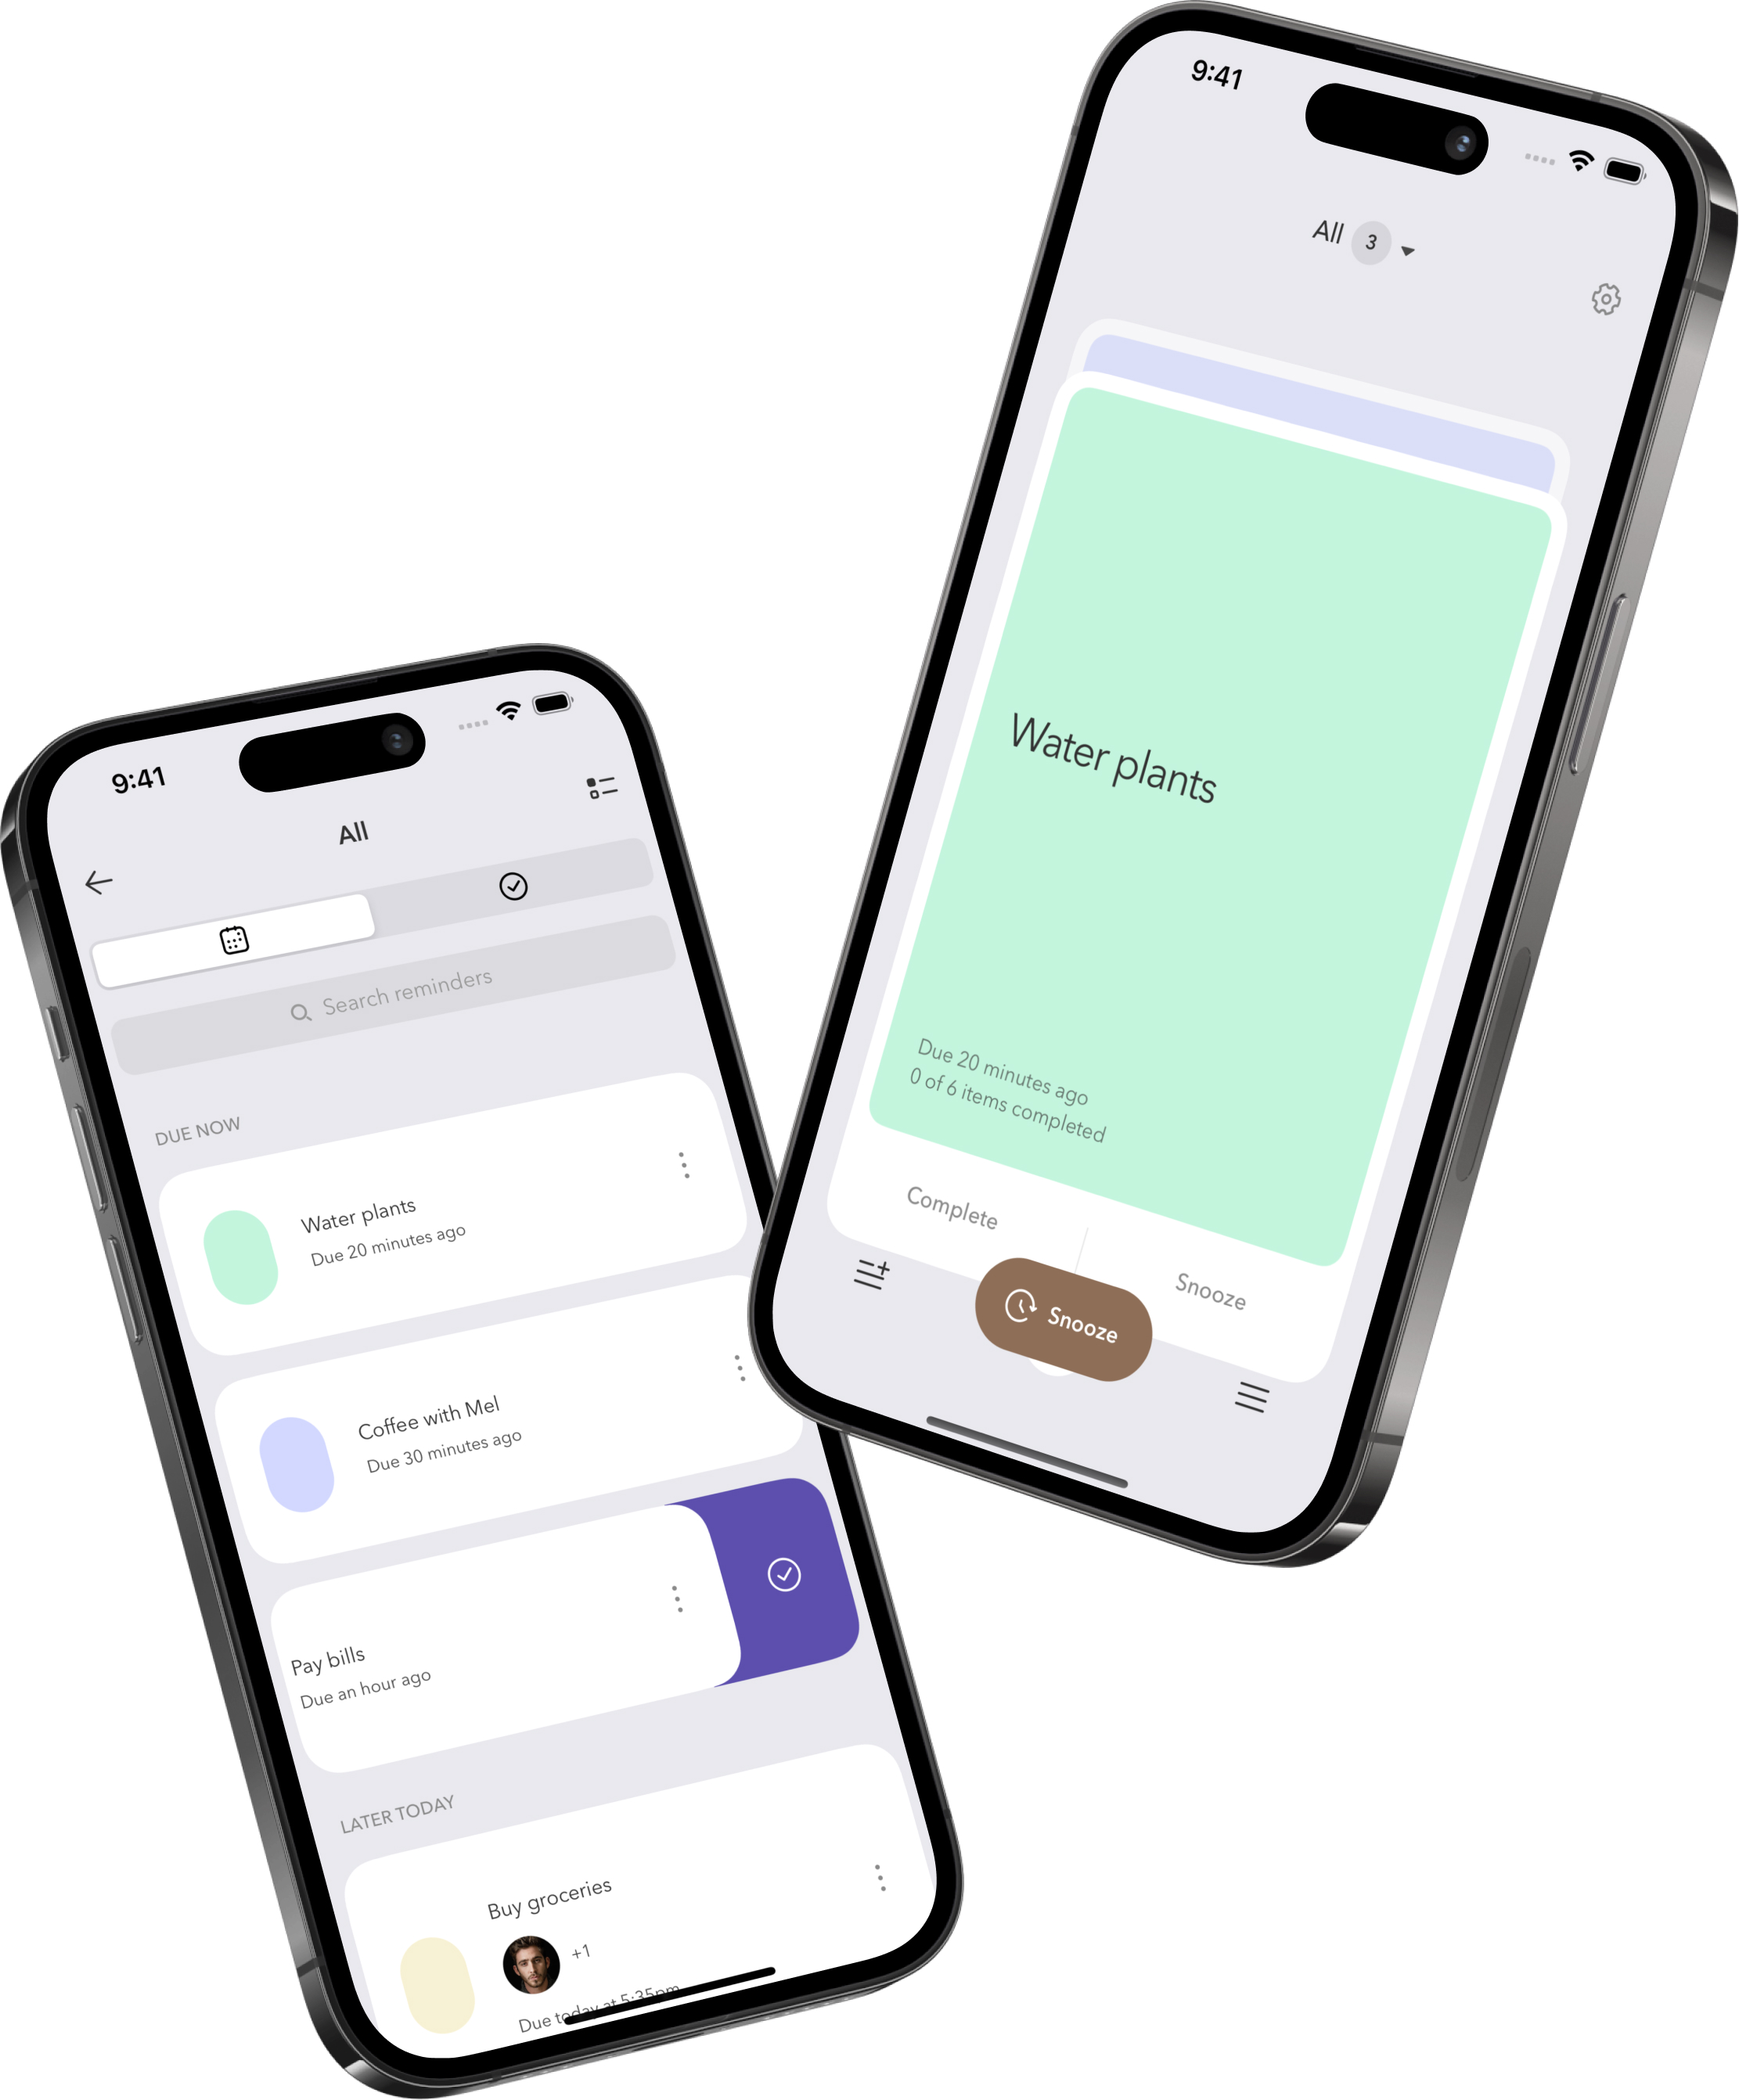 9:41
All 3
Water plants
Due 20 minutes ago
0 of 6 items completed
Complete
Snooze
Snooze
9:41
All
Search reminders
DUE NOW
Water plants
Due 20 minutes ago
Coffee with Mel
Due 30 minutes ago
Pay bills
Due an hour ago
LATER TODAY
Buy groceries
+1
Due today at 5:35pm